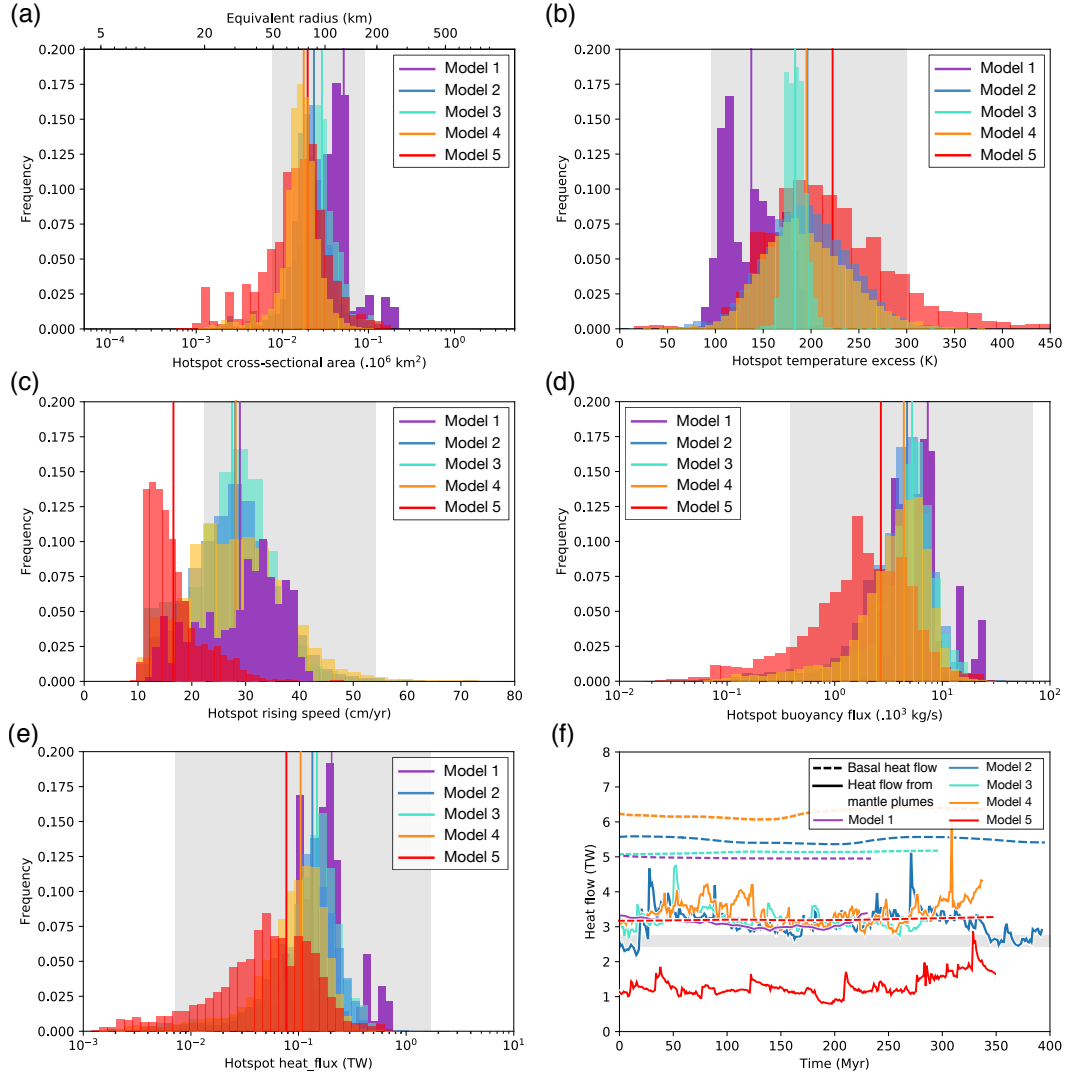 (a)
Equivalent radius (km)
5 20 50 80 100 200 500
0.200
0.175
0.150
0.125
0.100
0.075
0.050
0.025
0.000
Frequency
Model 1
Model 2
Model 3
Model 4
Model 5
10⁻⁴ 10⁻³ 10⁻² 10⁻¹ 10⁰
Hotspot cross-sectional area (.10⁶ km²)
(b)
0.200
0.175
0.150
0.125
0.100
0.075
0.050
0.025
0.000
Frequency
Model 1
Model 2
Model 3
Model 4
Model 5
0 50 100 150 200 250 300 350 400 450
Hotspot temperature excess (K)
(c)
0.200
0.175
0.150
0.125
0.100
0.075
0.050
0.025
0.000
Frequency
Model 1
Model 2
Model 3
Model 4
Model 5
0 10 20 30 40 50 60 70 80
Hotspot rising speed (cm/yr)
(d)
0.200
0.175
0.150
0.125
0.100
0.075
0.050
0.025
0.000
Frequency
Model 1
Model 2
Model 3
Model 4
Model 5
10⁻² 10⁻¹ 10⁰ 10¹ 10²
Hotspot buoyancy flux (.10³ kg/s)
(e)
0.200
0.175
0.150
0.125
0.100
0.075
0.050
0.025
0.000
Frequency
Model 1
Model 2
Model 3
Model 4
Model 5
10⁻³ 10⁻² 10⁻¹ 10⁰ 10¹
Hotspot heat_flux (TW)
(f)
8
7
6
5
4
3
2
1
0
Heat flow (TW)
Basal heat flow
Heat flow from
mantle plumes
Model 1
Model 2
Model 3
Model 4
Model 5
0 50 100 150 200 250 300 350 400
Time (Myr)